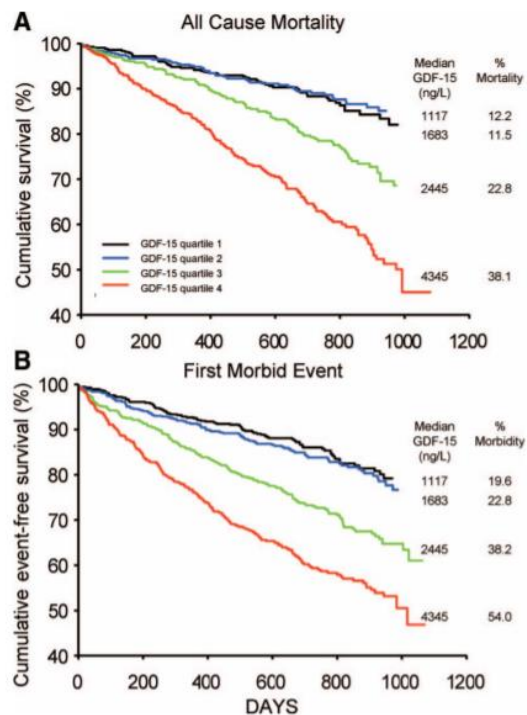 A
All Cause Mortality
Cumulative survival (%)
100
90
80
70
60
50
40
0 200 400 600 800 1000 1200
GDF-15 quartile 1
GDF-15 quartile 2
GDF-15 quartile 3
GDF-15 quartile 4
Median %
GDF-15 Mortality
(ng/L)
1117 12.2
1683 11.5
2445 22.8
4345 38.1
B
First Morbid Event
Cumulative event-free survival (%)
100
90
80
70
60
50
40
0 200 400 600 800 1000 1200
DAYS
Median %
GDF-15 Morbidity
(ng/L)
1117 19.6
1683 22.8
2445 38.2
4345 54.0